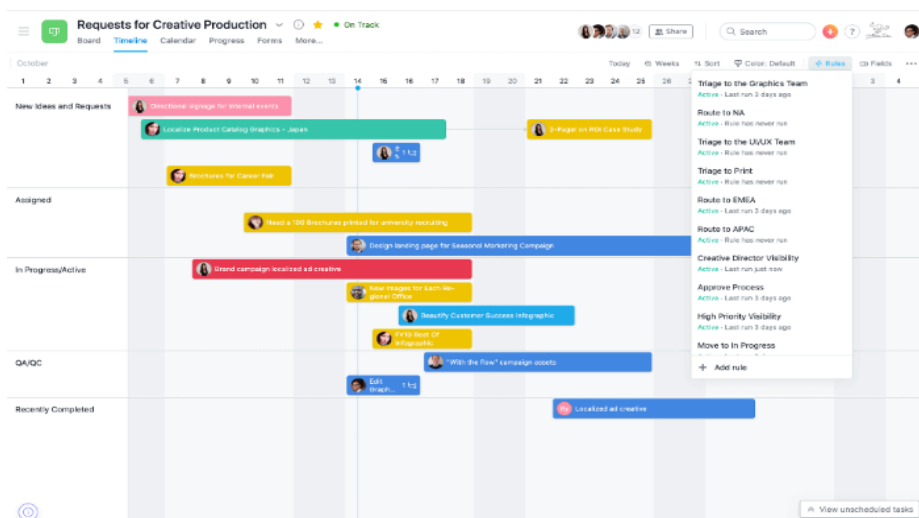 Requests for Creative Production
On Track
12
Share
Search
?
Board Timeline Calendar Progress Forms More...
October
Today Weeks Sort Color: Default Rules Fields
1 2 3 4 5 6 7 8 9 10 11 12 13 14 15 16 17 18 19 20 21 22 23 24 25 26 3 4
New Ideas and Requests
Directional signage for internal events
Localize Product Catalog Graphics - Japan
2-Pager on ROI Case Study
1
Brochures for Career Fair
Assigned
Need a 100 Brochures printed for university recruiting
Design landing page for Seasonal Marketing Campaign
In Progress/Active
Brand campaign localized ad creative
New images for Each Re-
gional Office
Beautify Customer Success Infographic
FY19 Best Of
Infographic
QA/QC
"With the flow" campaign assets
Edit
Graph... 1
Recently Completed
Localized ad creative
Triage to the Graphics Team
Active - Last run 3 days ago
Route to NA
Active - Rule has never run
Triage to the UI/UX Team
Active - Rule has never run
Triage to Print
Active - Rule has never run
Route to EMEA
Active - Last run 3 days ago
Route to APAC
Active - Rule has never run
Creative Director Visibility
Active - Last run just now
Approve Process
Active - Last run 3 days ago
High Priority Visibility
Active - Last run 3 days ago
Move to In Progress
+ Add rule
View unscheduled tasks